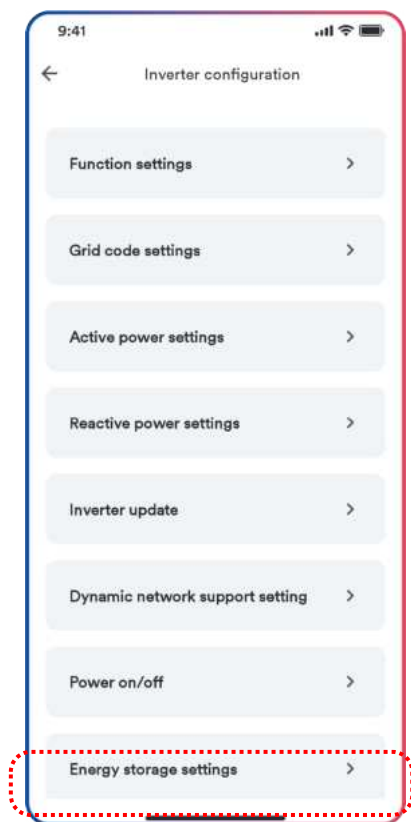 9:41
Inverter configuration
Function settings
Grid code settings
Active power settings
Reactive power settings
Inverter update
Dynamic network support setting
Power on/off
Energy storage settings